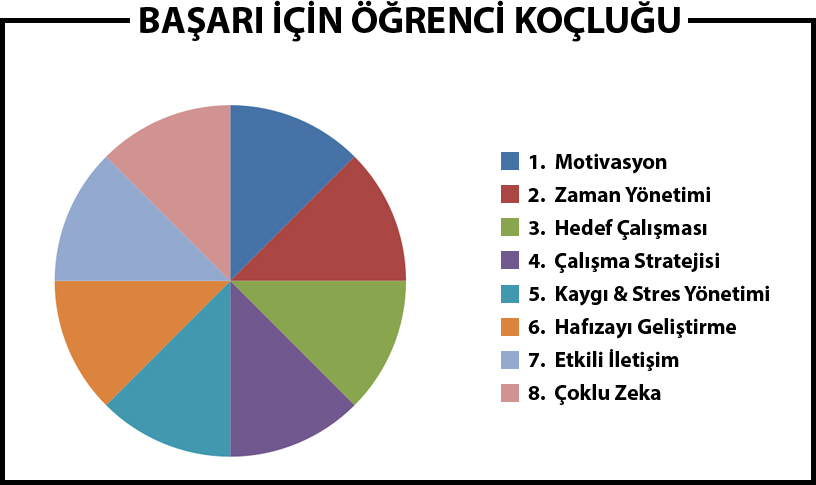 BAŞARI İÇİN ÖĞRENCİ KOÇLUĞU
1. Motivasyon
2. Zaman Yönetimi
3. Hedef Çalışması
4. Çalışma Stratejisi
5. Kaygı & Stres Yönetimi
6. Hafızayı Geliştirme
7. Etkili İletişim
8. Çoklu Zeka